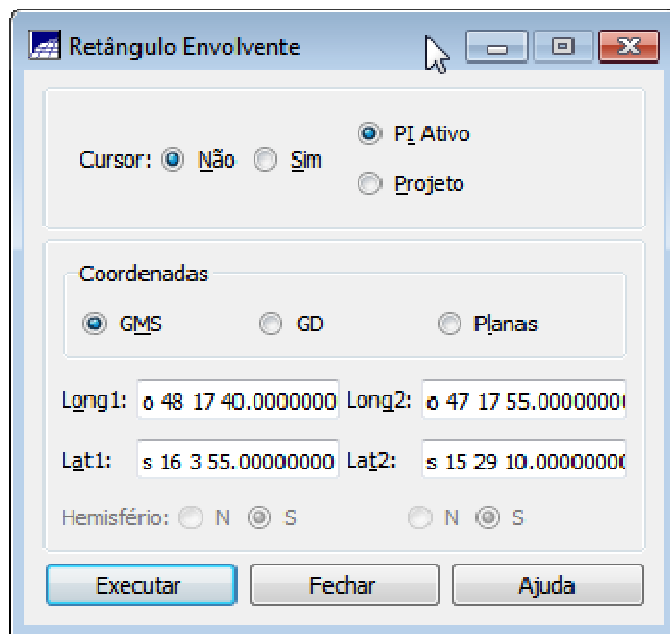 Retângulo Envolvente
Cursor: Não Sim
PI Ativo
Projeto
Coordenadas
GMS GD Planas
Long1: o 48 17 40.0000000 Long2: o 47 17 55.0000000
Lat1: s 16 3 55.00000000 Lat2: s 15 29 10.0000000
Hemisfério: N S N S
Executar Fechar Ajuda